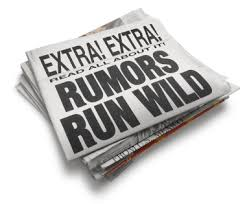 EXTRA! EXTRA!
READ ALL ABOUT IT!
RUMORS
RUN WILD